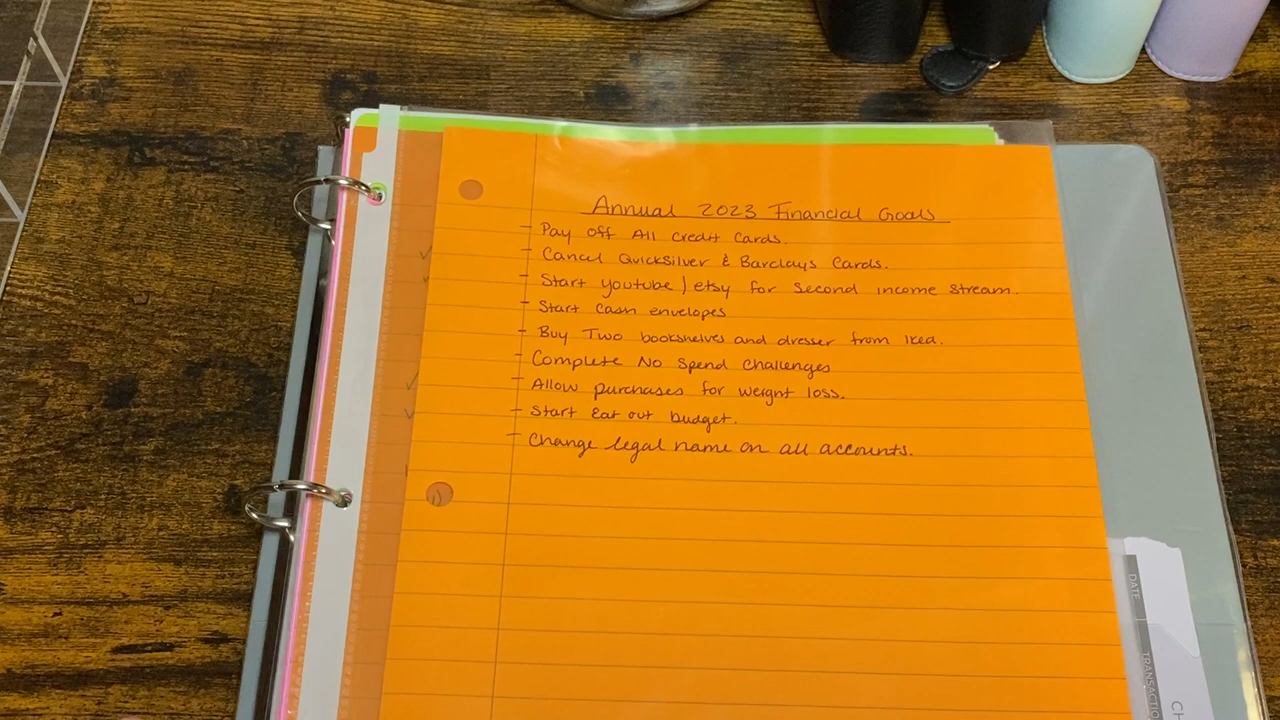 Annual 2023 Financial Goals
- Pay off All Credit Cards.
- Cancel Quicksilver & Barclays Cards.
- Start youtube / etsy for second income stream.
- Start Cash envelopes
- Buy Two bookshelves and dresser from Ikea.
- Complete No Spend Challenges
- Allow purchases for weight loss.
- Start Eat out budget.
- Change legal name on all accounts.
DATE
TRANSACTIO
CH